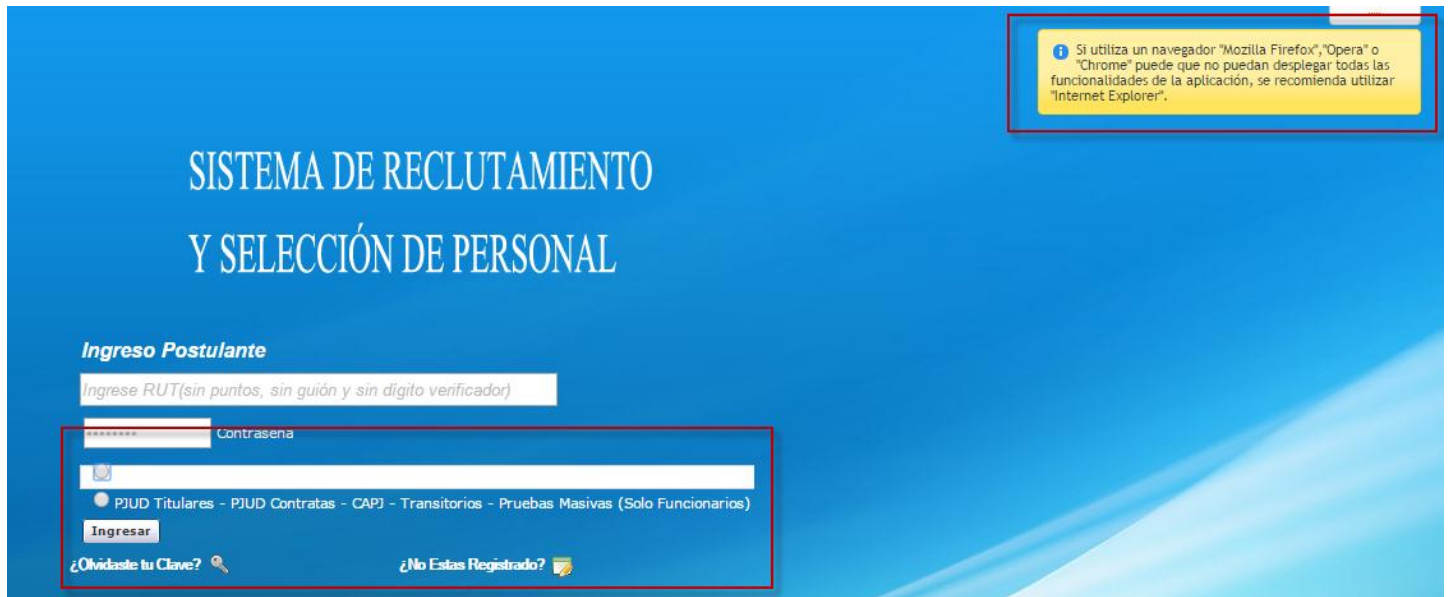 Si utiliza un navegador "Mozilla Firefox","Opera" o
"Chrome" puede que no puedan desplegar todas las
funcionalidades de la aplicación, se recomienda utilizar
"Internet Explorer".
SISTEMA DE RECLUTAMIENTO
Y SELECCIÓN DE PERSONAL
Ingreso Postulante
Ingrese RUT(sin puntos, sin guión y sin dígito verificador)
******** Contraseña
PJUD Titulares - PJUD Contratas - CAPJ - Transitorios - Pruebas Masivas (Solo Funcionarios)
Ingresar
¿Olvidaste tu Clave? ¿No Estas Registrado?